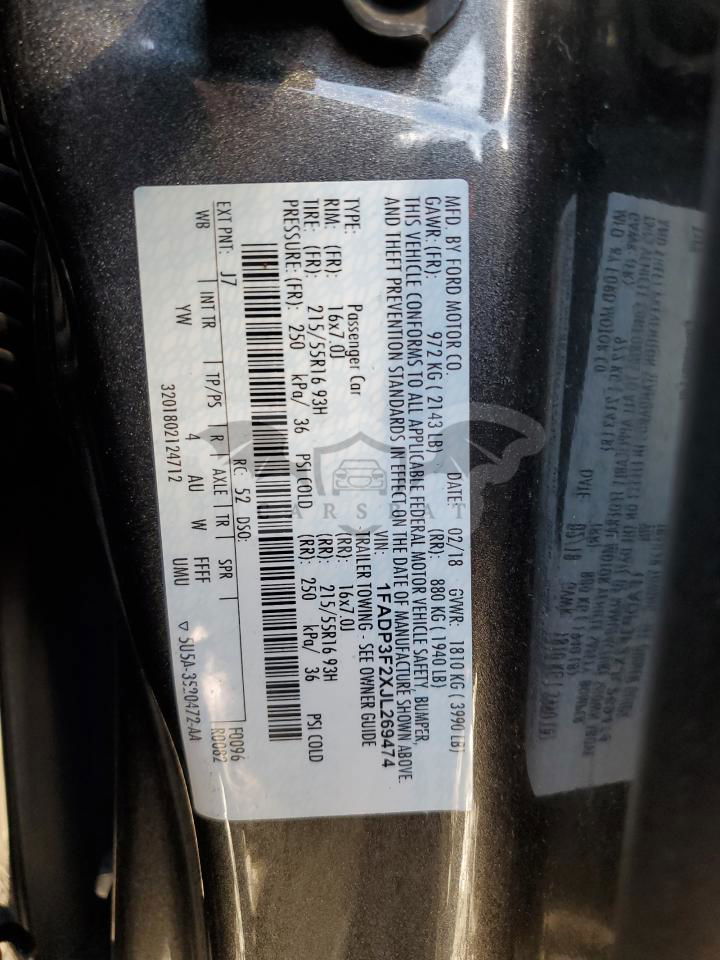 MFD. BY FORD MOTOR CO.
DATE: 02/18 GVWR: 1810 KG ( 3990 LB)
GAWR: (FR): 972 KG ( 2143 LB) (RR): 880 KG ( 1940 LB)
THIS VEHICLE CONFORMS TO ALL APPLICABLE FEDERAL MOTOR VEHICLE SAFETY, BUMPER,
AND THEFT PREVENTION STANDARDS IN EFFECT ON THE DATE OF MANUFACTURE SHOWN ABOVE.
VIN: 1FADP3F2XJL269474
TYPE: Passenger Car TRAILER TOWING - SEE OWNER GUIDE
RIM: (FR): 16x7.0J (RR): 16x7.0J
TIRE: (FR): 215/55R16 93H (RR): 215/55R16 93H
PRESSURE: (FR): 250 kPa/ 36 PSI COLD (RR): 250 kPa/ 36 PSI COLD
EXT PNT: J7 RC: 52 DSO: F0096
WB INT TR TP/PS R AXLE TR SPR R0082
YW 4 AU W FFFF
3201802124712 UMU ▽ 5U5A-3520472-AA
CARSBAT